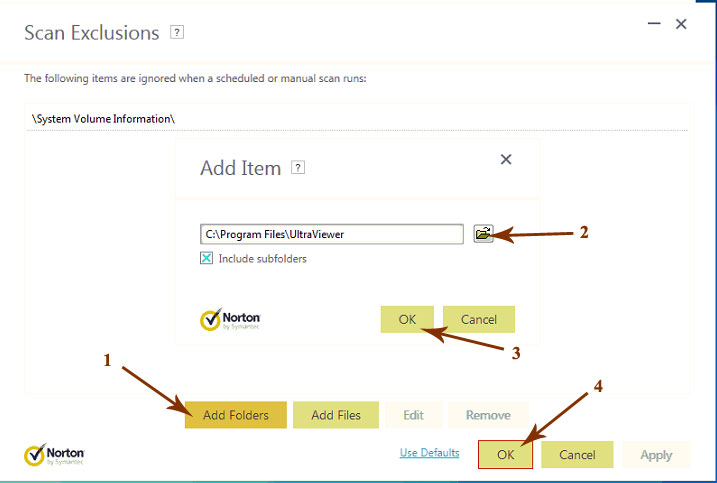 Scan Exclusions ?
The following items are ignored when a scheduled or manual scan runs:
\System Volume Information\
Add Item ?
C:\Program Files\UltraViewer
2
Include subfolders
Norton
by Symantec
OK
Cancel
3
1
4
Add Folders
Add Files
Edit
Remove
Norton
by Symantec
Use Defaults
OK
Cancel
Apply